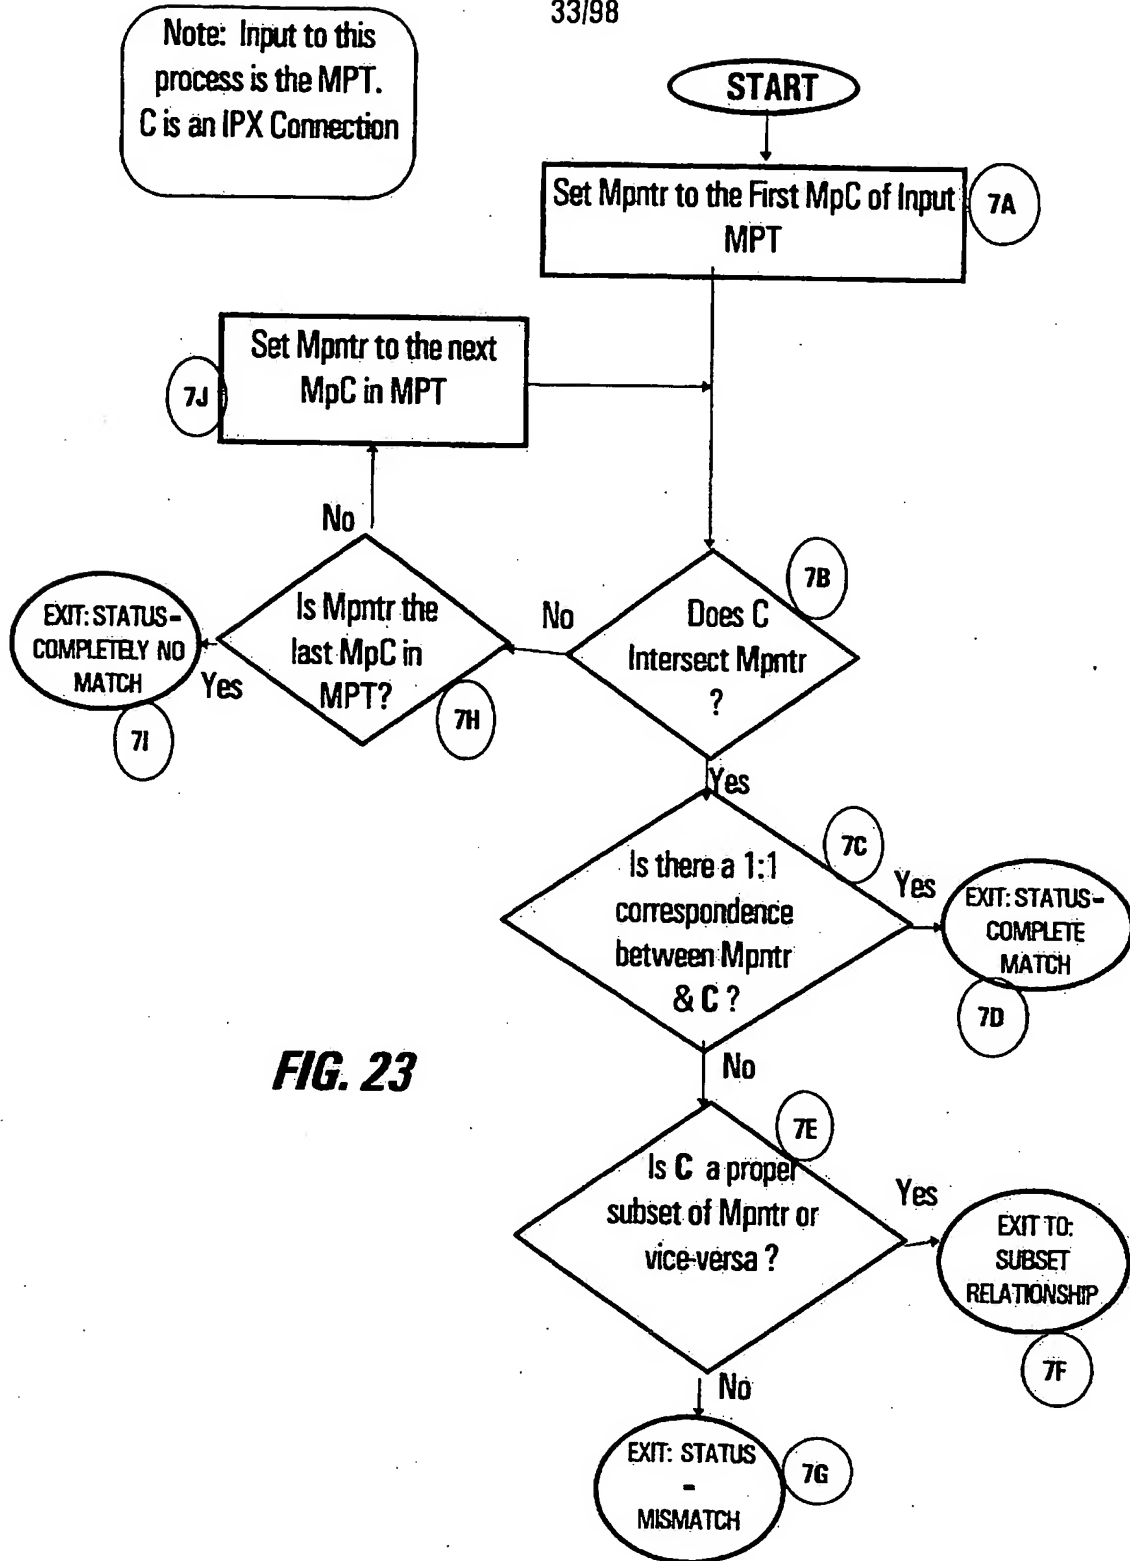 33/98
Note: Input to this
process is the MPT.
C is an IPX Connection
START
Set Mpntr to the First MpC of Input
MPT
7A
Set Mpntr to the next
MpC in MPT
7J
No
7B
Does C
Intersect Mpntr
?
No
Is Mpntr the
last MpC in
MPT?
7H
Yes
EXIT: STATUS-
COMPLETELY NO
MATCH
7I
Yes
7C
Is there a 1:1
correspondence
between Mpntr
& C ?
Yes
EXIT: STATUS-
COMPLETE
MATCH
7D
No
FIG. 23
7E
Is C a proper
subset of Mpntr or
vice-versa ?
Yes
EXIT TO:
SUBSET
RELATIONSHIP
7F
No
EXIT: STATUS
-
MISMATCH
7G